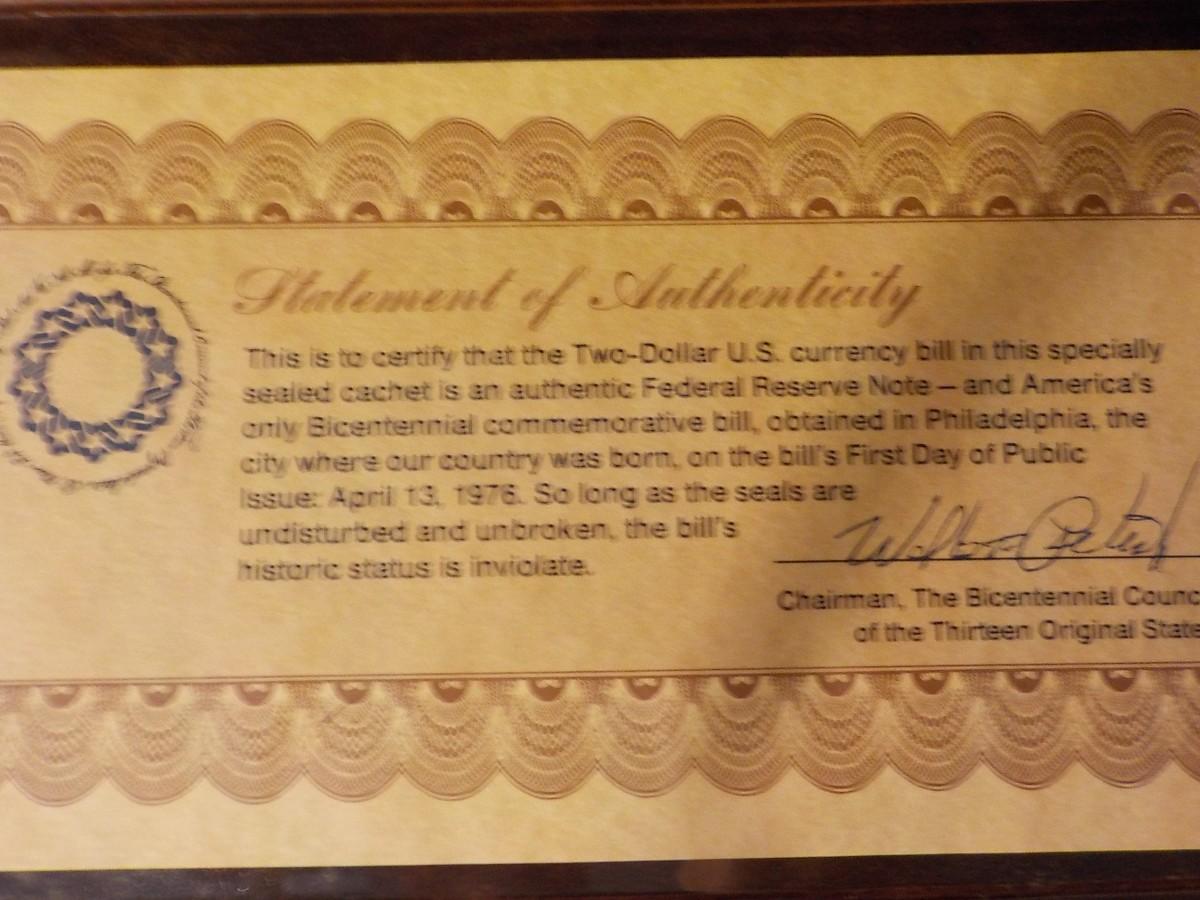 Statement of Authenticity
This is to certify that the Two-Dollar U.S. currency bill in this specially
sealed cachet is an authentic Federal Reserve Note – and America's
only Bicentennial commemorative bill, obtained in Philadelphia, the
city where our country was born, on the bill's First Day of Public
Issue: April 13, 1976. So long as the seals are
undisturbed and unbroken, the bill's
historic status is inviolate.
Chairman, The Bicentennial Counc
of the Thirteen Original State